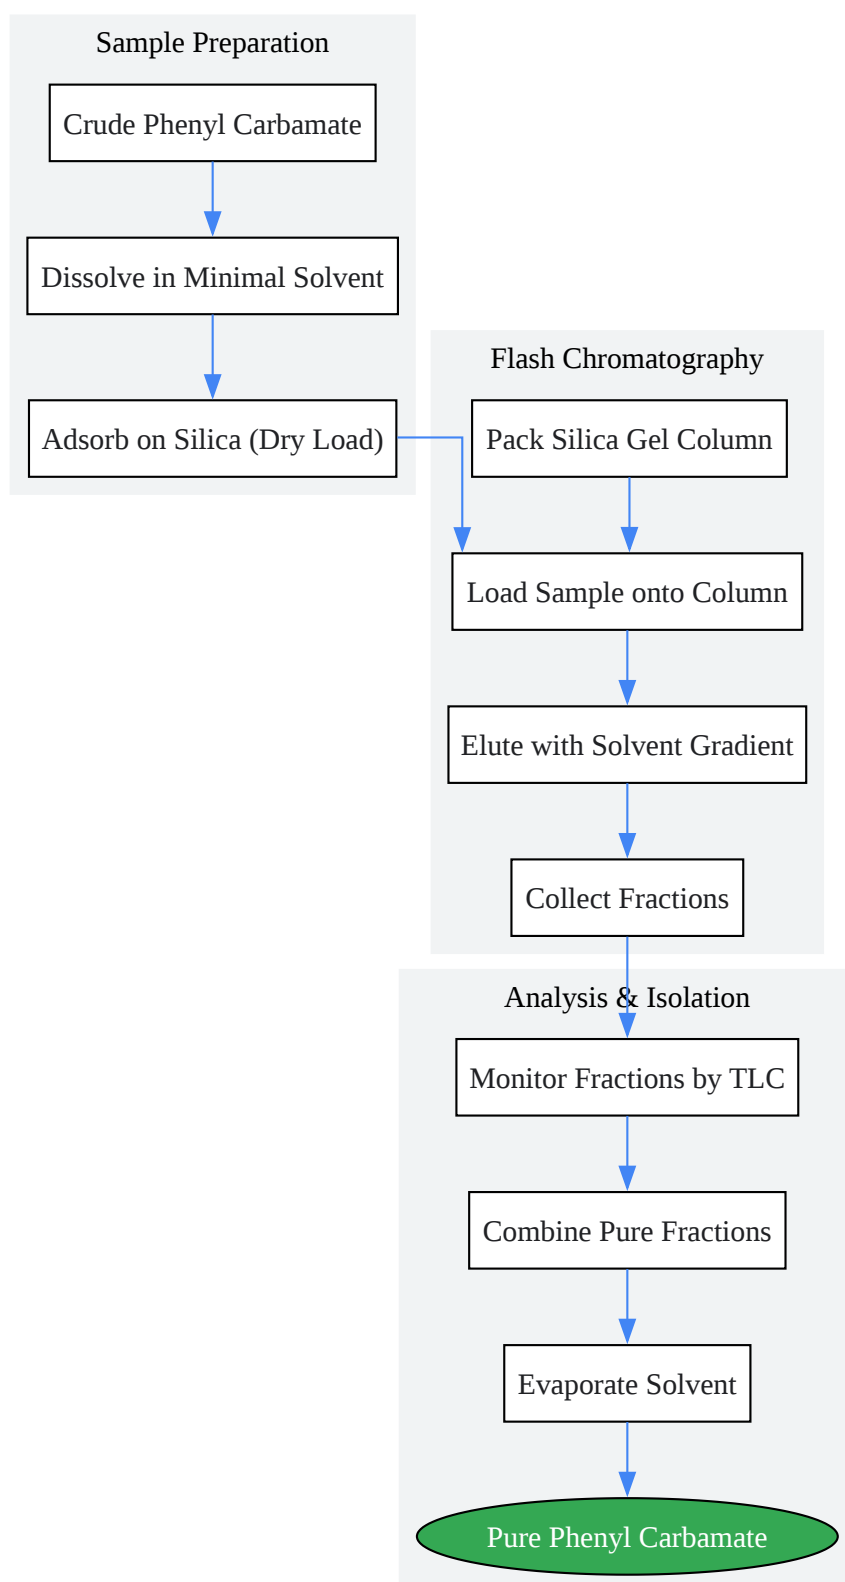 Sample Preparation
Crude Phenyl Carbamate
Dissolve in Minimal Solvent
Adsorb on Silica (Dry Load)
Flash Chromatography
Pack Silica Gel Column
Load Sample onto Column
Elute with Solvent Gradient
Collect Fractions
Analysis & Isolation
Monitor Fractions by TLC
Combine Pure Fractions
Evaporate Solvent
Pure Phenyl Carbamate